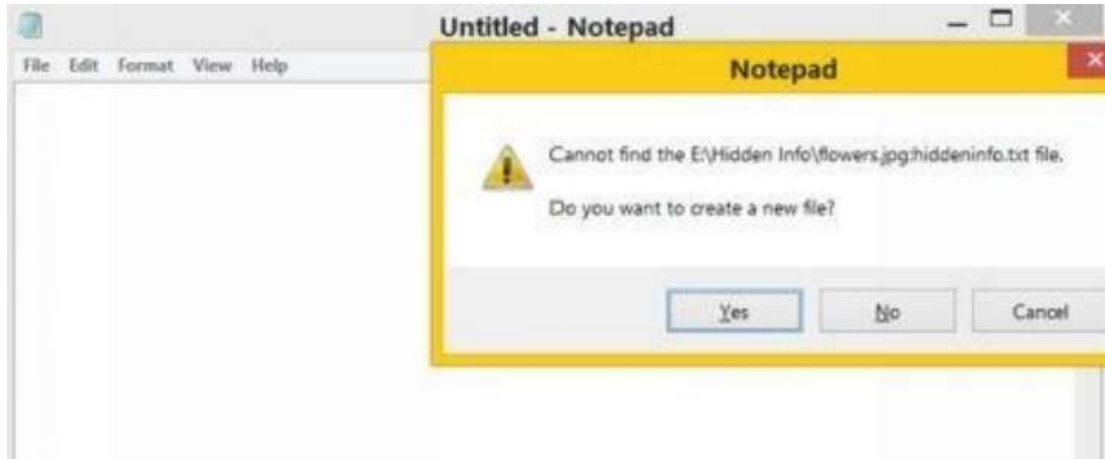 Untitled - Notepad
File Edit Format View Help
Notepad
Cannot find the E:\Hidden Info\flowers.jpg:hiddeninfo.txt file.
Do you want to create a new file?
Yes No Cancel